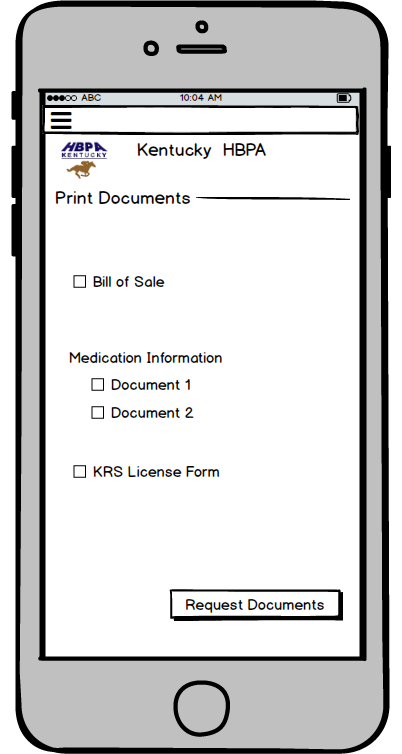 ABC 10:04 AM
HBPA
KENTUCKY
Kentucky HBPA
Print Documents
Bill of Sale
Medication Information
Document 1
Document 2
KRS License Form
Request Documents